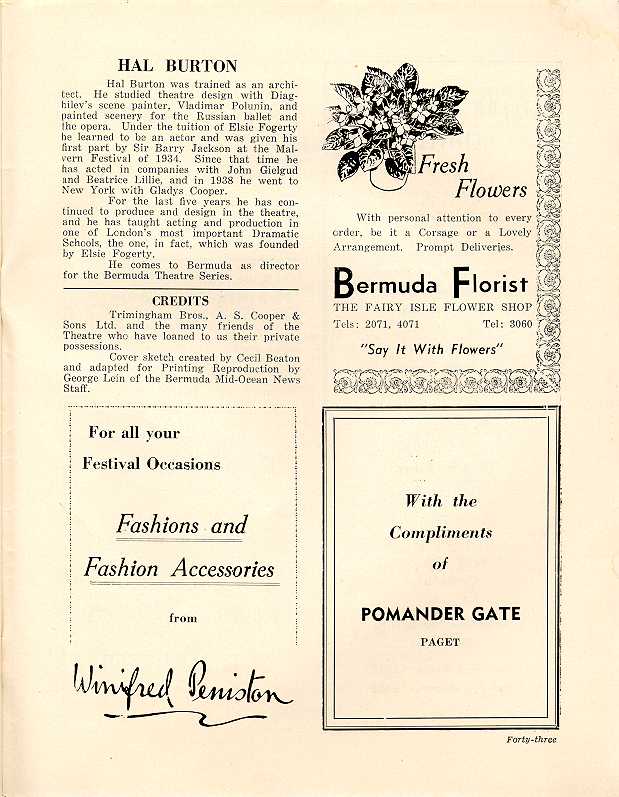 HAL BURTON
Hal Burton was trained as an archi-
tect. He studied theatre design with Diag-
hilev's scene painter, Vladimar Polunin, and
painted scenery for the Russian ballet and
the opera. Under the tuition of Elsie Fogerty
he learned to be an actor and was given his
first part by Sir Barry Jackson at the Mal-
vern Festival of 1934. Since that time he
has acted in companies with John Gielgud
and Beatrice Lillie, and in 1938 he went to
New York with Gladys Cooper.
For the last five years he has con-
tinued to produce and design in the theatre,
and he has taught acting and production in
one of London's most important Dramatic
Schools, the one, in fact, which was founded
by Elsie Fogerty.
He comes to Bermuda as director
for the Bermuda Theatre Series.
CREDITS
Trimingham Bros., A. S. Cooper &
Sons Ltd. and the many friends of the
Theatre who have loaned to us their private
possessions.
Cover sketch created by Cecil Beaton
and adapted for Printing Reproduction by
George Lein of the Bermuda Mid-Ocean News
Staff.
Fresh
Flowers
With personal attention to every
order, be it a Corsage or a Lovely
Arrangement. Prompt Deliveries.
Bermuda Florist
THE FAIRY ISLE FLOWER SHOP
Tels: 2071, 4071 Tel: 3060
"Say It With Flowers"
For all your
Festival Occasions
Fashions and
Fashion Accessories
from
Winifred Peniston
With the
Compliments
of
POMANDER GATE
PAGET
Forty-three